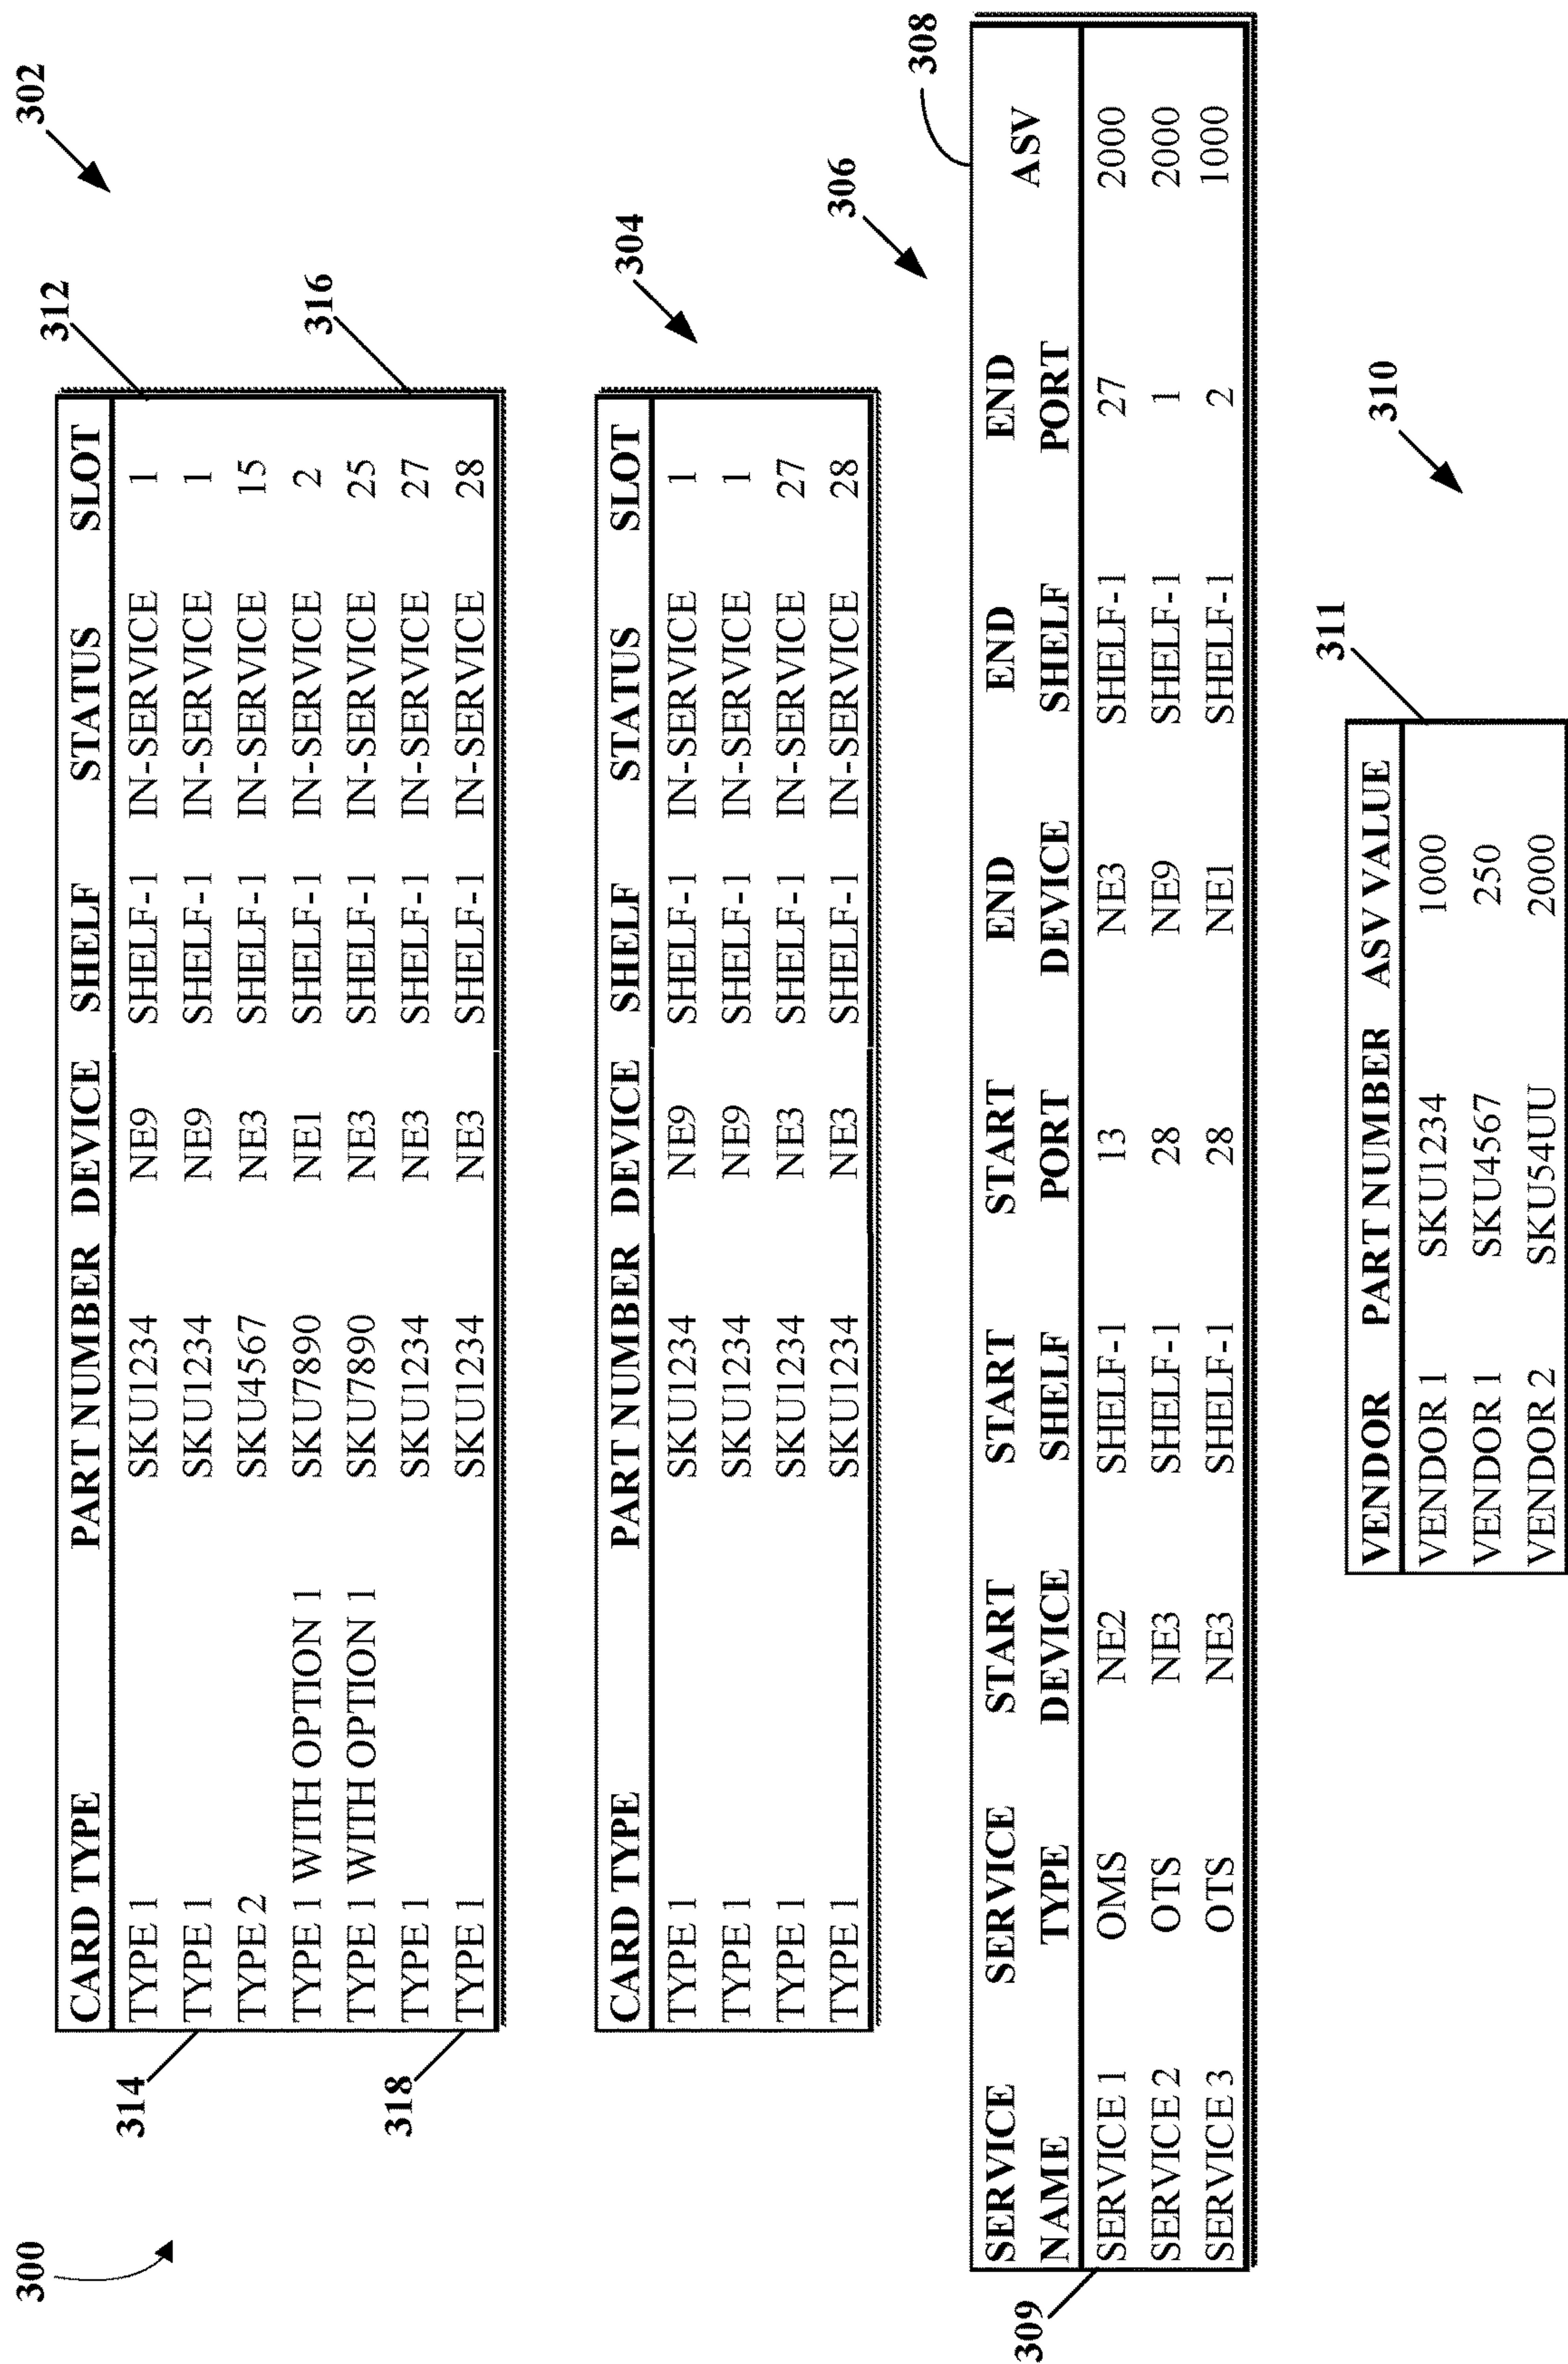 300
302
CARD TYPE PART NUMBER DEVICE SHELF STATUS SLOT
TYPE 1 SKU1234 NE9 SHELF-1 IN-SERVICE 1
312
314
TYPE 1 SKU1234 NE9 SHELF-1 IN-SERVICE 1
TYPE 2 SKU4567 NE3 SHELF-1 IN-SERVICE 15
TYPE 1 WITH OPTION 1 SKU7890 NE1 SHELF-1 IN-SERVICE 2
TYPE 1 WITH OPTION 1 SKU7890 NE3 SHELF-1 IN-SERVICE 25
TYPE 1 SKU1234 NE3 SHELF-1 IN-SERVICE 27
316
318
TYPE 1 SKU1234 NE3 SHELF-1 IN-SERVICE 28
304
CARD TYPE PART NUMBER DEVICE SHELF STATUS SLOT
TYPE 1 SKU1234 NE9 SHELF-1 IN-SERVICE 1
TYPE 1 SKU1234 NE9 SHELF-1 IN-SERVICE 1
TYPE 1 SKU1234 NE3 SHELF-1 IN-SERVICE 27
TYPE 1 SKU1234 NE3 SHELF-1 IN-SERVICE 28
306
308
SERVICE SERVICE START START START END END END
NAME TYPE DEVICE SHELF PORT DEVICE SHELF PORT ASV
309
SERVICE 1 OMS NE2 SHELF-1 13 NE3 SHELF-1 27 2000
SERVICE 2 OTS NE3 SHELF-1 28 NE9 SHELF-1 1 2000
SERVICE 3 OTS NE3 SHELF-1 28 NE1 SHELF-1 2 1000
310
311
VENDOR PART NUMBER ASV VALUE
VENDOR 1 SKU1234 1000
VENDOR 1 SKU4567 250
VENDOR 2 SKU54UU 2000